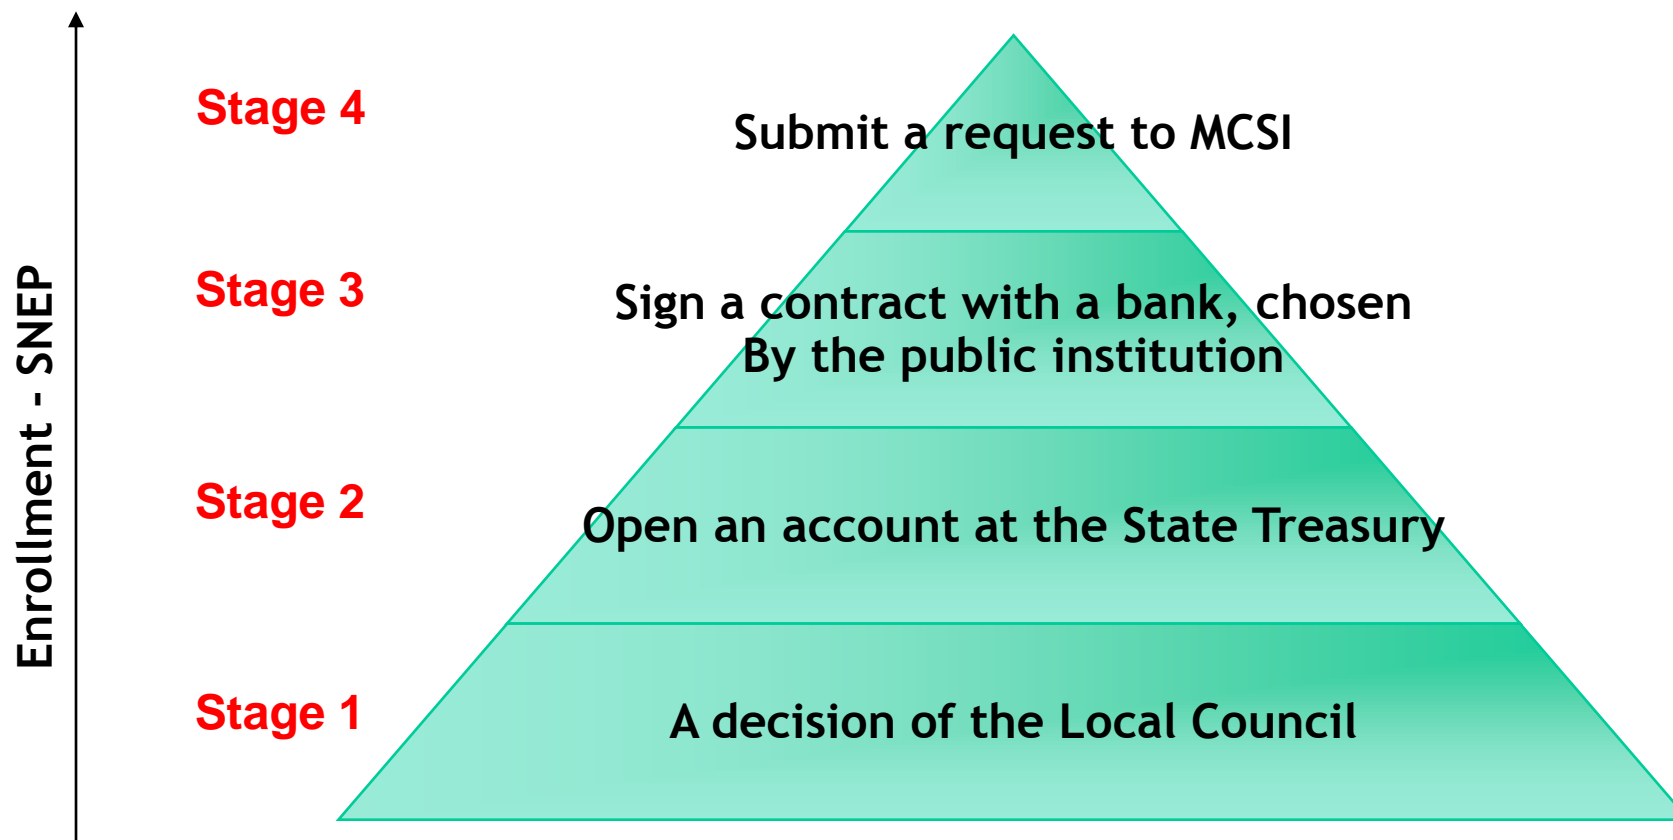 Enrollment - SNEP
Stage 4
Submit a request to MCSI
Stage 3
Sign a contract with a bank, chosen
By the public institution
Stage 2
Open an account at the State Treasury
Stage 1
A decision of the Local Council